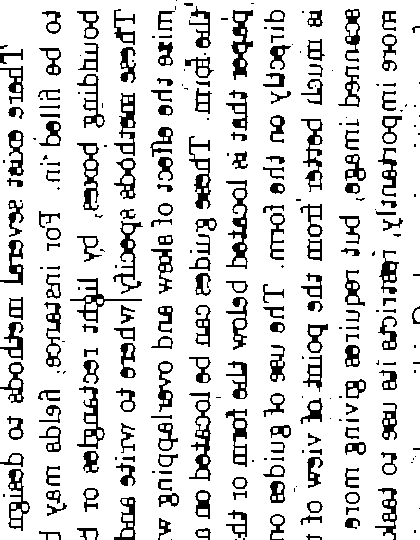 There exist several methods to design
to be filled in. For instance, fields may
bounding boxes, by light rectangles or
These methods specify where to write and
mize the effect of skew and overlapping
the form. These guides can be located on a
paper that is located below the form or
directly on the form. The use of guides on
is much better from the point of view of
scanned image, but requires giving more
more importantly, restricts its use to task